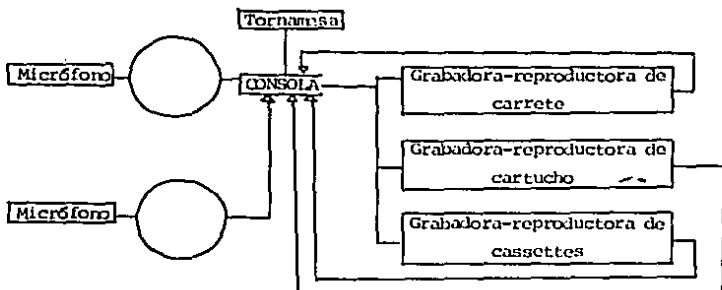 Tornamesa
Micrófono
CONSOLA
Grabadora-reproductora de
carrete
Grabadora-reproductora de
cartucho
Micrófono
Grabadora-reproductora de
cassettes